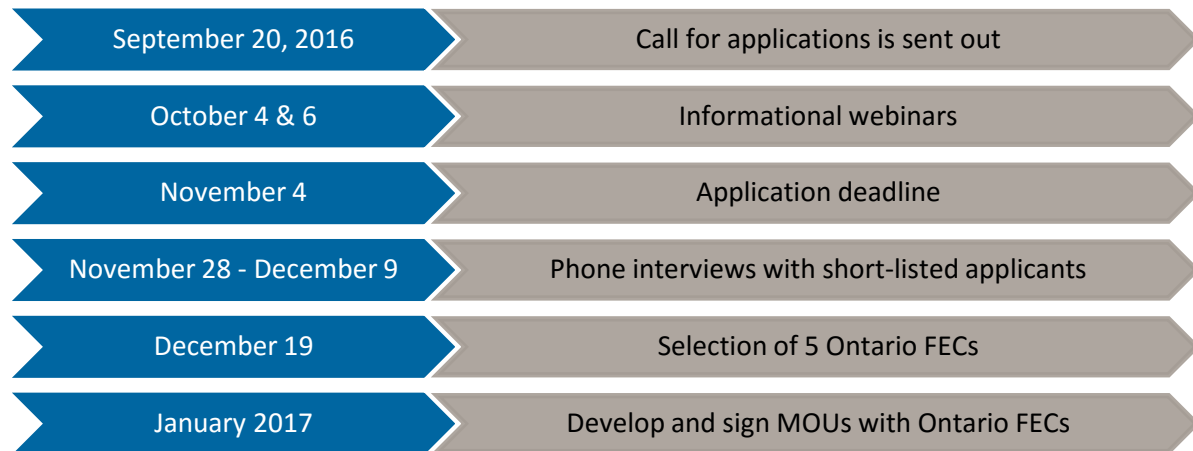 September 20, 2016
Call for applications is sent out
October 4 & 6
Informational webinars
November 4
Application deadline
November 28 - December 9
Phone interviews with short-listed applicants
December 19
Selection of 5 Ontario FECs
January 2017
Develop and sign MOUs with Ontario FECs